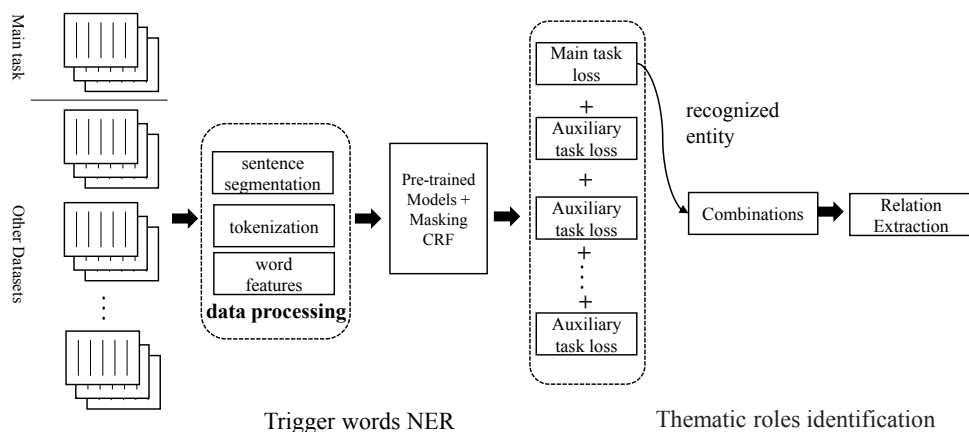 Main task
Other Datasets
sentence
segmentation
tokenization
word
features
data processing
Pre-trained
Models +
Masking
CRF
Main task
loss
+
Auxiliary
task loss
+
Auxiliary
task loss
+
+
Auxiliary
task loss
recognized
entity
Combinations
Relation
Extraction
Trigger words NER
Thematic roles identification